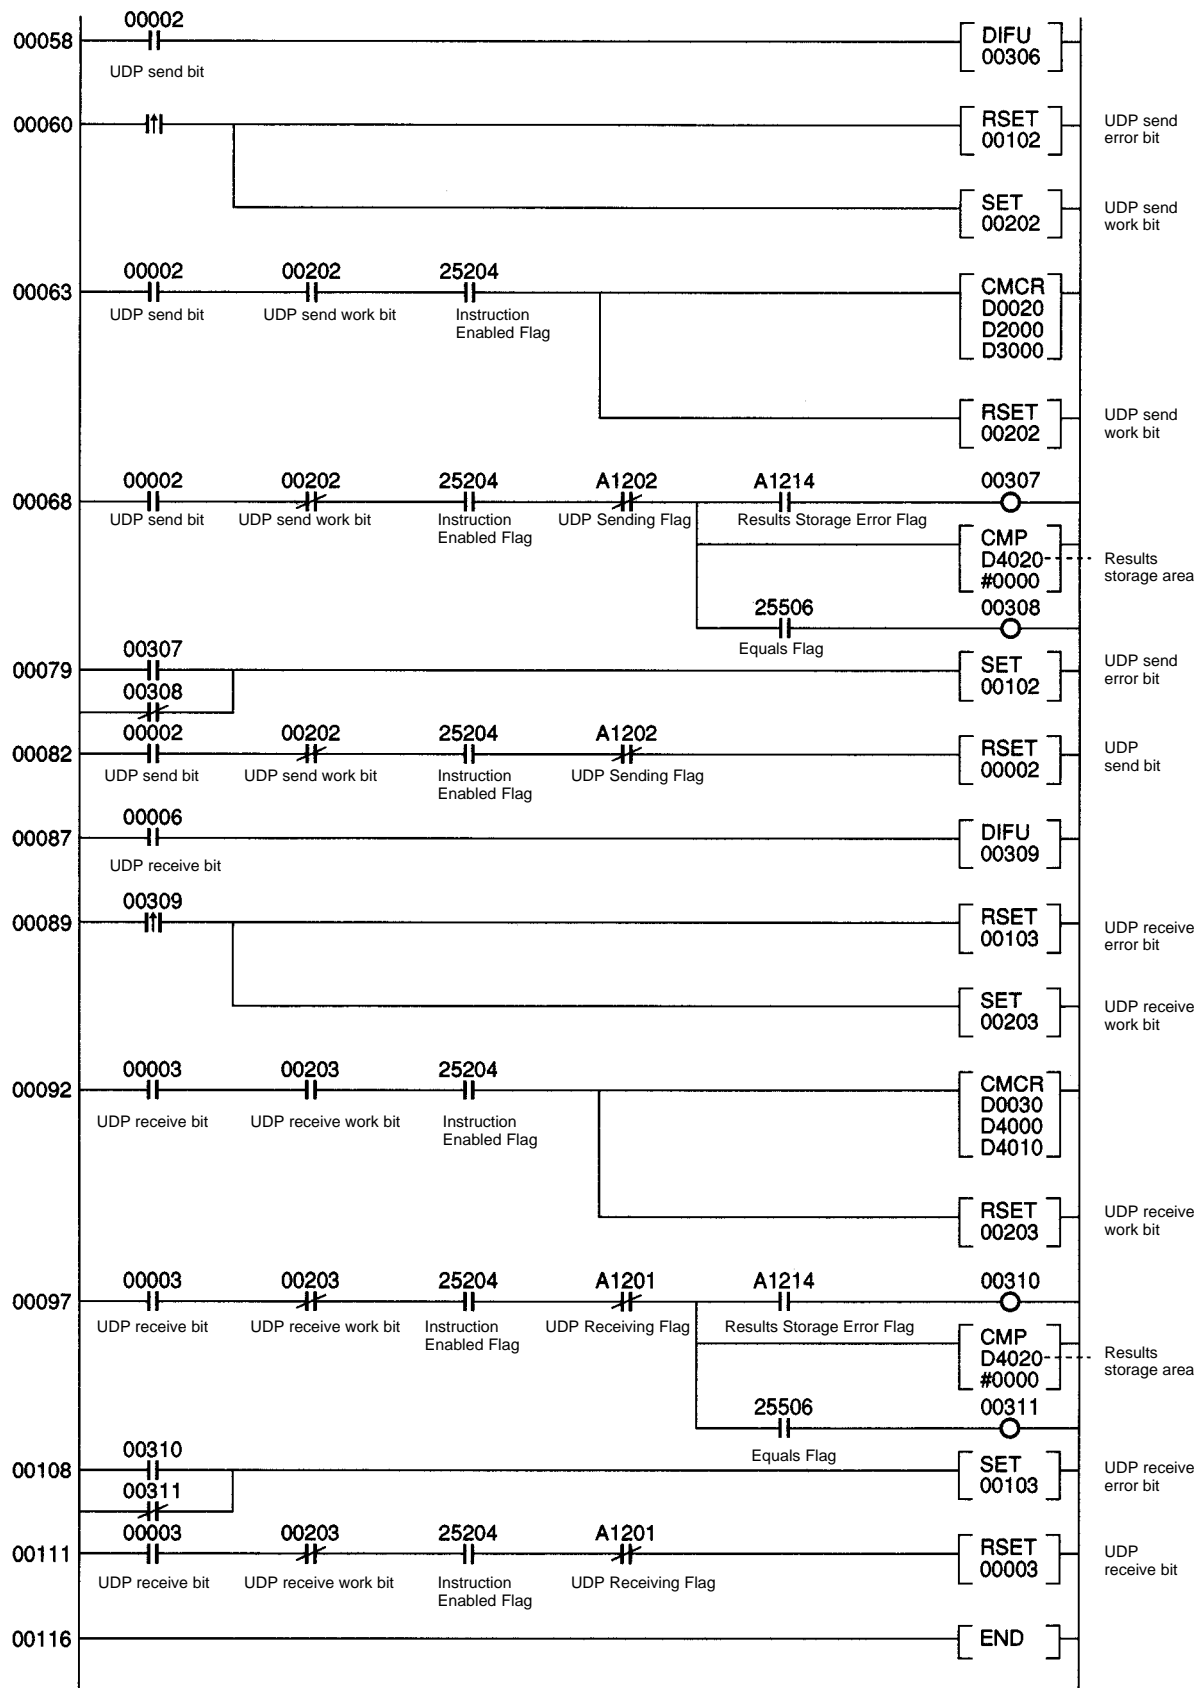 00002
00058
DIFU
00306
UDP send bit
00060
RSET
00102
UDP send
error bit
SET
00202
UDP send
work bit
00002 00202 25204
00063
CMCR
D0020
D2000
D3000
UDP send bit UDP send work bit Instruction
Enabled Flag
RSET
00202
UDP send
work bit
00002 00202 25204 A1202 A1214 00307
00068
UDP send bit UDP send work bit Instruction
Enabled Flag
UDP Sending Flag Results Storage Error Flag
CMP
D4020
#0000
Results
storage area
25506 00308
Equals Flag
00307
00079
SET
00102
UDP send
error bit
00308
00002 00202 25204 A1202
00082
RSET
00002
UDP
send bit
UDP send bit UDP send work bit Instruction
Enabled Flag
UDP Sending Flag
00006
00087
DIFU
00309
UDP receive bit
00309
00089
RSET
00103
UDP receive
error bit
SET
00203
UDP receive
work bit
00003 00203 25204
00092
CMCR
D0030
D4000
D4010
UDP receive bit UDP receive work bit Instruction
Enabled Flag
RSET
00203
UDP receive
work bit
00003 00203 25204 A1201 A1214 00310
00097
UDP receive bit UDP receive work bit Instruction
Enabled Flag
UDP Receiving Flag Results Storage Error Flag
CMP
D4020
#0000
Results
storage area
25506 00311
Equals Flag
00310
00108
SET
00103
UDP receive
error bit
00311
00003 00203 25204 A1201
00111
RSET
00003
UDP
receive bit
UDP receive bit UDP receive work bit Instruction
Enabled Flag
UDP Receiving Flag
00116
END